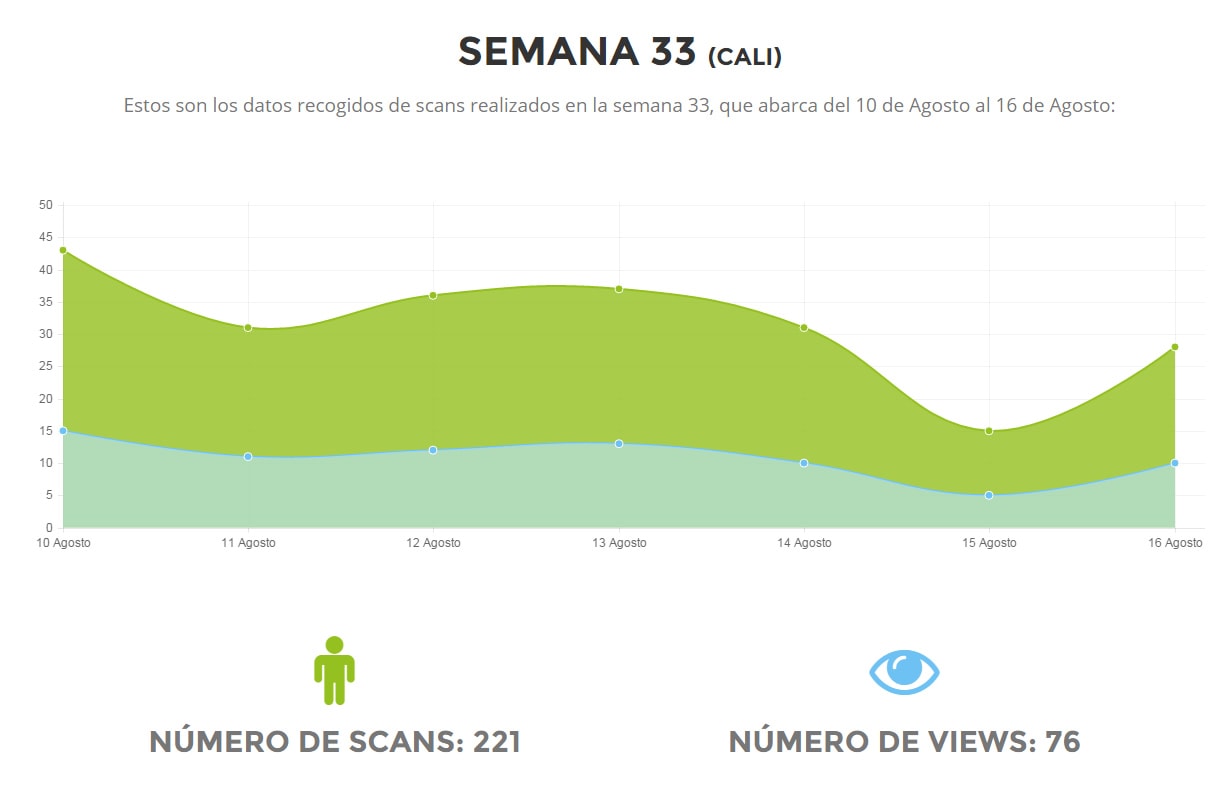 SEMANA 33 (CALI)
Estos son los datos recogidos de scans realizados en la semana 33, que abarca del 10 de Agosto al 16 de Agosto:
50
45
40
35
30
25
20
15
10
5
0
10 Agosto 11 Agosto 12 Agosto 13 Agosto 14 Agosto 15 Agosto 16 Agosto
NÚMERO DE SCANS: 221 NÚMERO DE VIEWS: 76